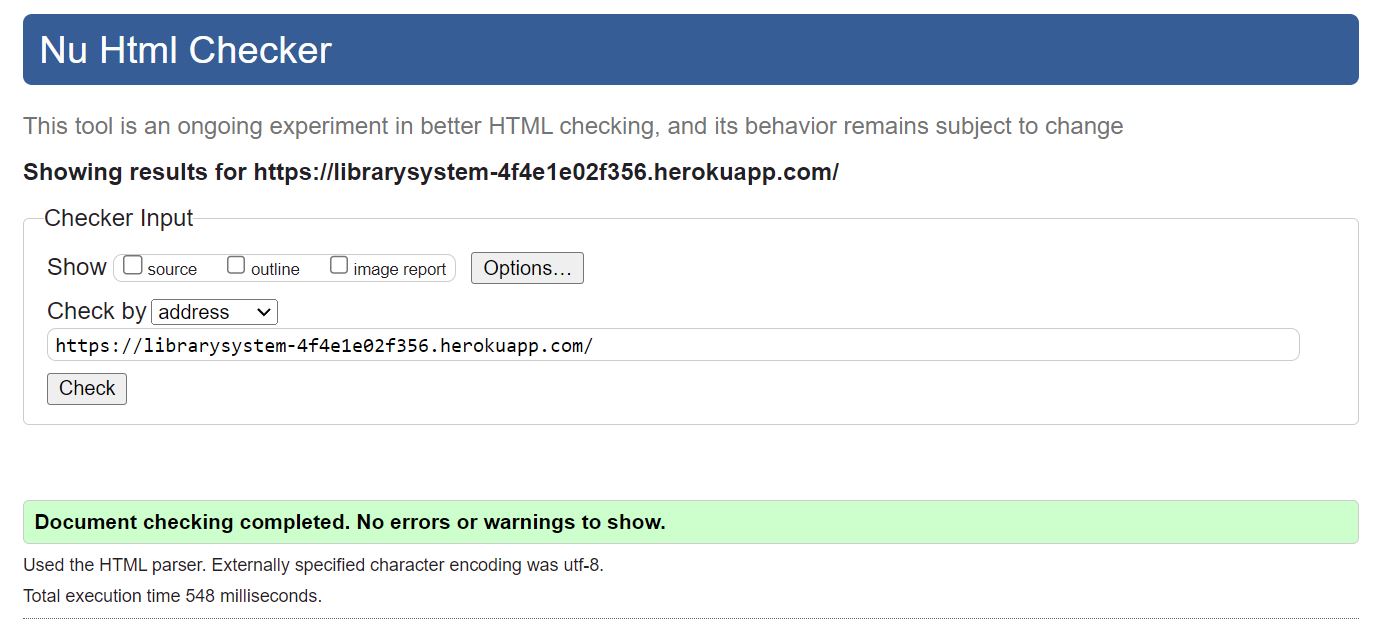 Nu Html Checker
This tool is an ongoing experiment in better HTML checking, and its behavior remains subject to change
Showing results for https://librarysystem-4f4e1e02f356.herokuapp.com/
Checker Input
Show source outline image report Options...
Check by address
https://librarysystem-4f4e1e02f356.herokuapp.com/
Check
Document checking completed. No errors or warnings to show.
Used the HTML parser. Externally specified character encoding was utf-8.
Total execution time 548 milliseconds.